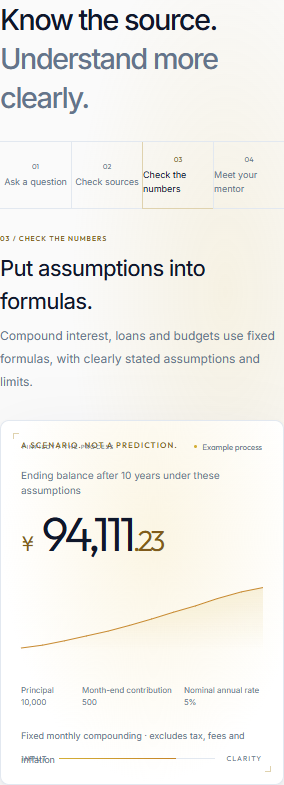 Know the source.
Understand more
clearly.
01
Ask a question
02
Check sources
03
Check the
numbers
04
Meet your
mentor
03 / CHECK THE NUMBERS
Put assumptions into
formulas.
Compound interest, loans and budgets use fixed
formulas, with clearly stated assumptions and
limits.
A SCENARIO. NOT A PREDICTION.
Example process
Ending balance after 10 years under these
assumptions
¥ 94,111.23
Principal
10,000
Month-end contribution
500
Nominal annual rate
5%
Fixed monthly compounding · excludes tax, fees and
inflation
CLARITY